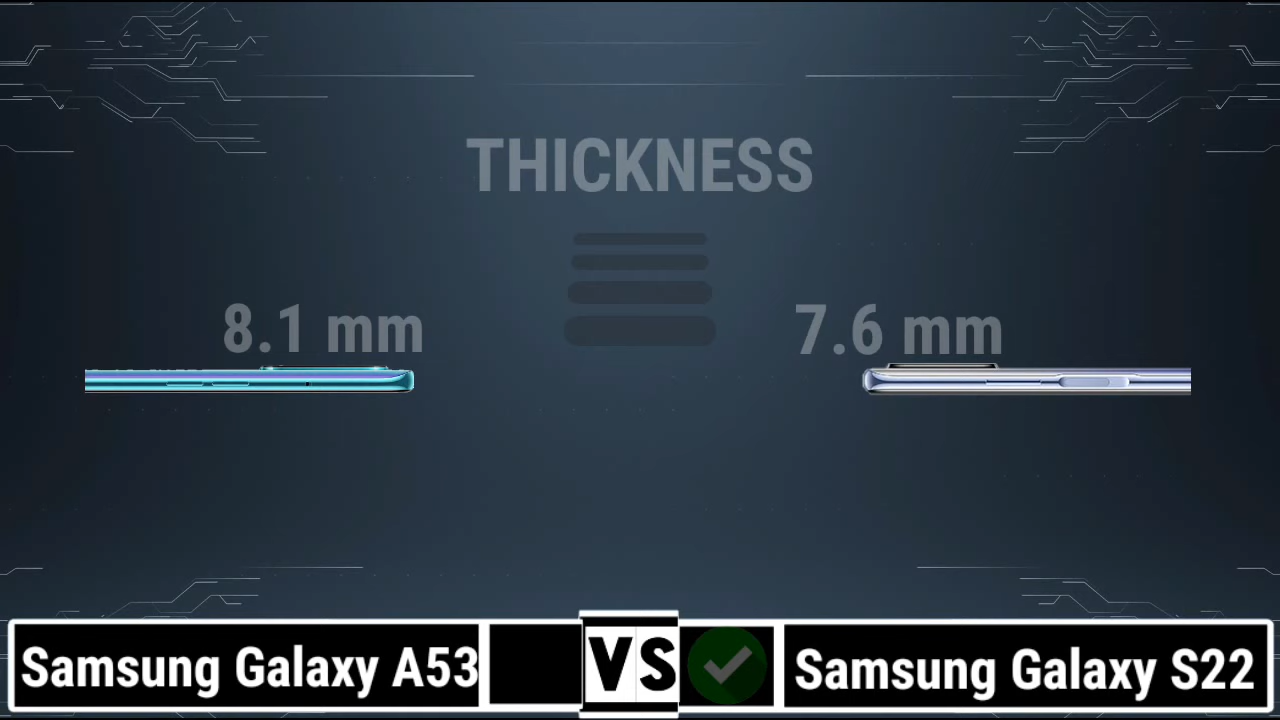 THICKNESS
8.1 mm
7.6 mm
Samsung Galaxy A53
VS
Samsung Galaxy S22